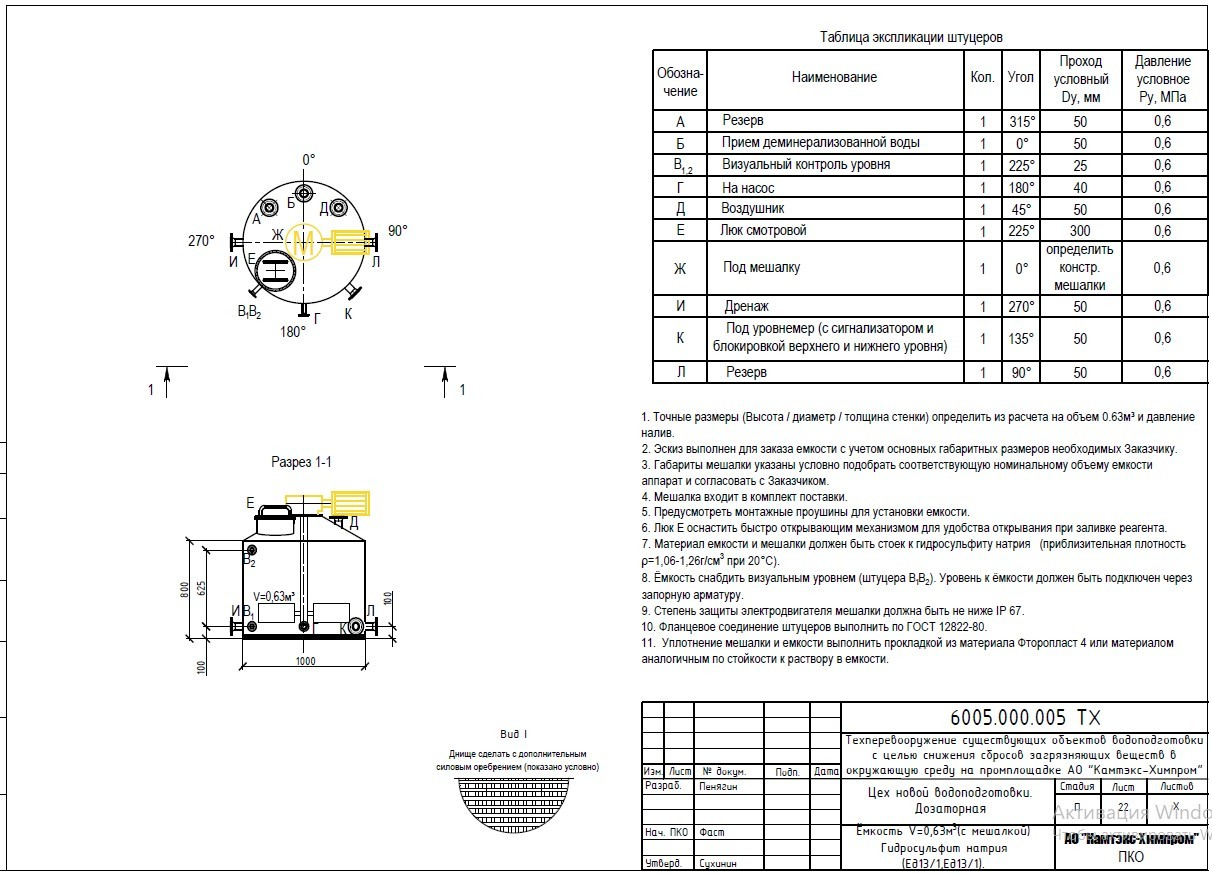 Таблица экспликации штуцеров
Обозна-
чение
Наименование
Кол.
Угол
Проход
условный
Dу, мм
Давление
условное
Ру, МПа
А Резерв 1 315° 50 0,6
Б Прием деминерализованной воды 1 0° 50 0,6
В1,2 Визуальный контроль уровня 1 225° 25 0,6
Г На насос 1 180° 40 0,6
Д Воздушник 1 45° 50 0,6
Е Люк смотровой 1 225° 300 0,6
Ж Под мешалку 1 0° определить
констр.
мешалки
0,6
И Дренаж 1 270° 50 0,6
К Под уровнемер (с сигнализатором и
блокировкой верхнего и нижнего уровня)
1 135° 50 0,6
Л Резерв 1 90° 50 0,6
0°
А Б Д
270° Ж М 90°
И Е Л
В1В2 Г К
180°
1 1
Разрез 1-1
Е Д
В2
800 625
V=0,63м³ 100
И В1 К Л
100 1000
1. Точные размеры (Высота / диаметр / толщина стенки) определить из расчета на объем 0.63м³ и давление
налив.
2. Эскиз выполнен для заказа емкости с учетом основных габаритных размеров необходимых Заказчику.
3. Габариты мешалки указаны условно подобрать соответствующую номинальному объему емкости
аппарат и согласовать с Заказчиком.
4. Мешалка входит в комплект поставки.
5. Предусмотреть монтажные проушины для установки емкости.
6. Люк Е оснастить быстро открывающим механизмом для удобства открывания при заливке реагента.
7. Материал емкости и мешалки должен быть стоек к гидросульфиту натрия (приблизительная плотность
ρ=1,06-1,26г/см³ при 20°С).
8. Ёмкость снабдить визуальным уровнем (штуцера В1В2). Уровень к ёмкости должен быть подключен через
запорную арматуру.
9. Степень защиты электродвигателя мешалки должна быть не ниже IP 67.
10. Фланцевое соединение штуцеров выполнить по ГОСТ 12822-80.
11. Уплотнение мешалки и емкости выполнить прокладкой из материала Фторопласт 4 или материалом
аналогичным по стойкости к раствору в емкости.
Вид I
Днище сделать с дополнительным
силовым оребрением (показано условно)
6005.000.005 ТХ
Техперевооружение существующих объектов водоподготовки
с целью снижения сбросов загрязняющих веществ в
окружающую среду на промплощадке АО "Камтэкс-Химпром"
Изм. Лист № докум. Подп. Дата
Разраб. Пенягин
Нач. ПКО Фаст
Утверд. Сухинин
Цех новой водоподготовки.
Дозаторная
Стадия Лист Листов
П 22 Х
Емкость V=0,63м³(с мешалкой)
Гидросульфит натрия
(Ед13/1,Ед13/1).
АО "Камтэкс-Химпром"
ПКО
Активация Windo